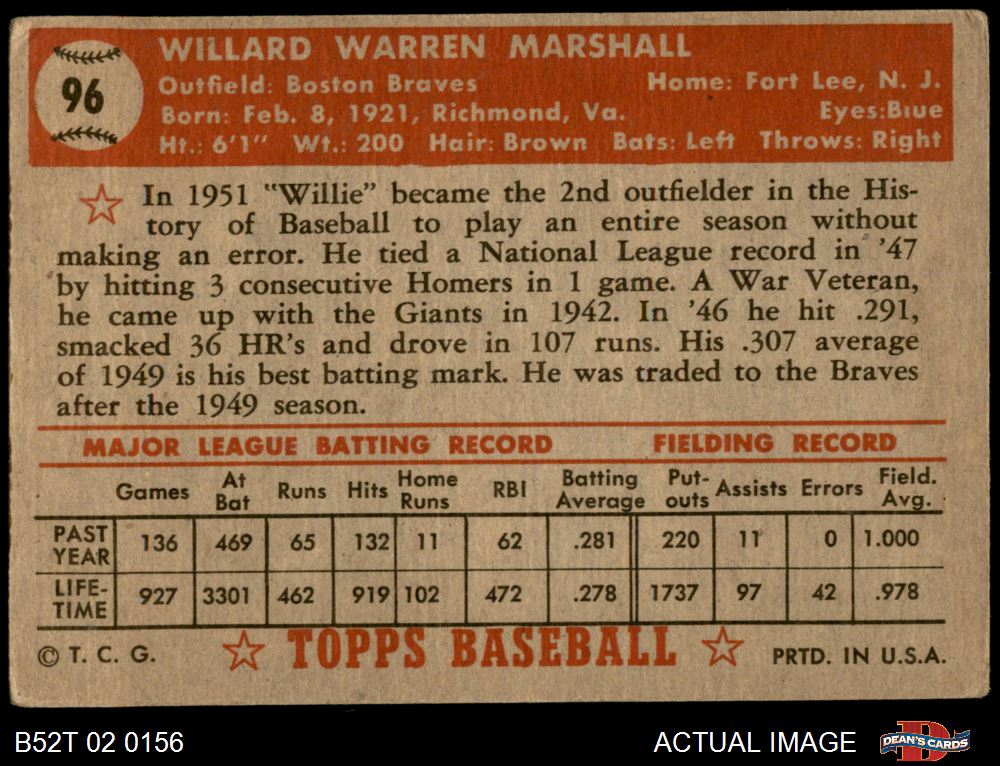 96
WILLARD WARREN MARSHALL
Outfield: Boston Braves Home: Fort Lee, N. J.
Born: Feb. 8, 1921, Richmond, Va. Eyes:Blue
Ht.: 6'1" Wt.: 200 Hair: Brown Bats: Left Throws: Right
In 1951 "Willie" became the 2nd outfielder in the His-
tory of Baseball to play an entire season without
making an error. He tied a National League record in '47
by hitting 3 consecutive Homers in 1 game. A War Veteran,
he came up with the Giants in 1942. In '46 he hit .291,
smacked 36 HR's and drove in 107 runs. His .307 average
of 1949 is his best batting mark. He was traded to the Braves
after the 1949 season.
MAJOR LEAGUE BATTING RECORD FIELDING RECORD
Games At Bat Runs Hits Home Runs RBI Batting Average Put-outs Assists Errors Field. Avg.
PAST YEAR 136 469 65 132 11 62 .281 220 11 0 1.000
LIFE-TIME 927 3301 462 919 102 472 .278 1737 97 42 .978
© T. C. G. TOPPS BASEBALL PRTD. IN U.S.A.
B52T 02 0156 ACTUAL IMAGE DEAN'S CARDS